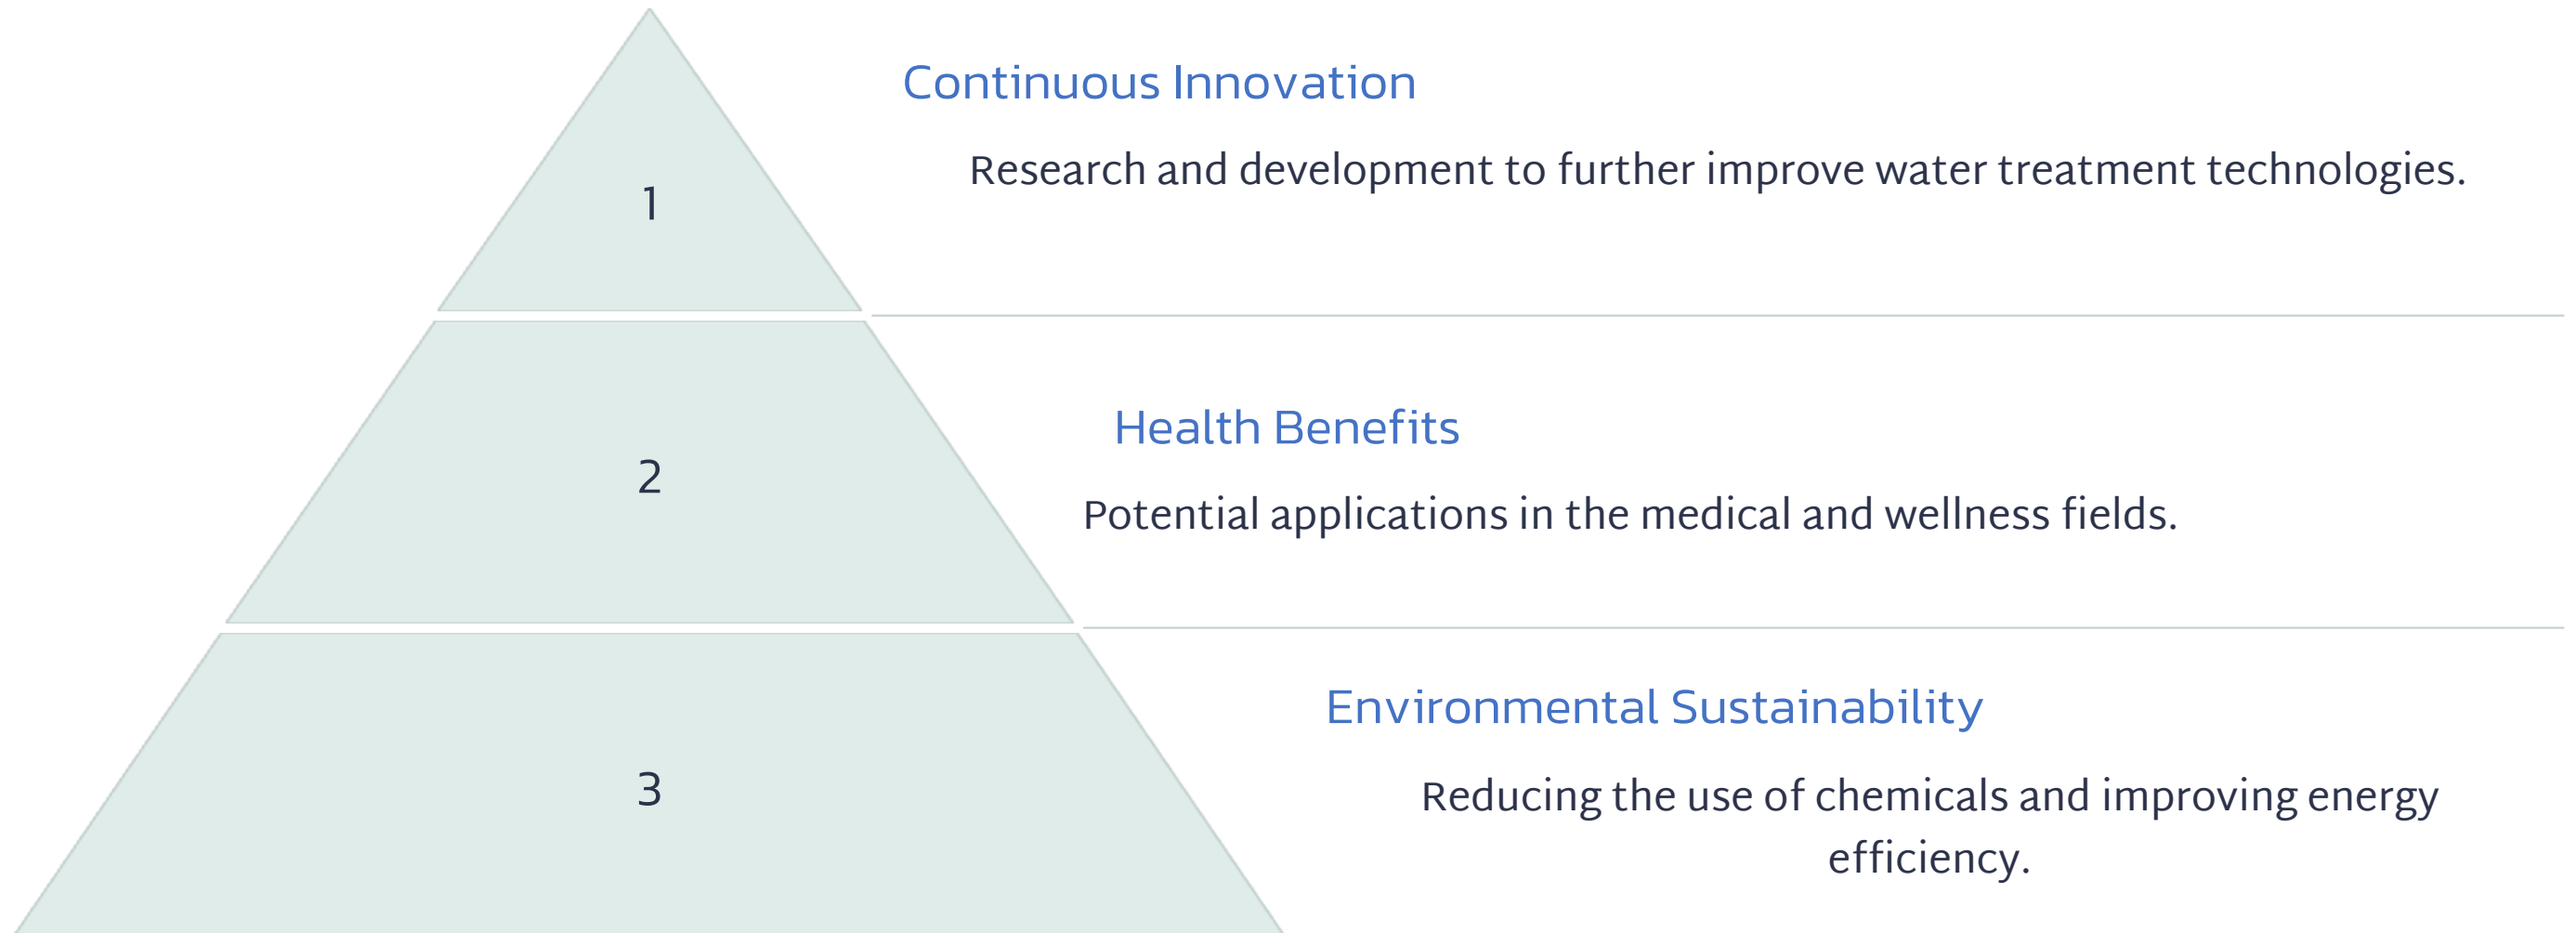 Continuous Innovation
Research and development to further improve water treatment technologies.
1
Health Benefits
2
Potential applications in the medical and wellness fields.
Environmental Sustainability
3
Reducing the use of chemicals and improving energy
efficiency.